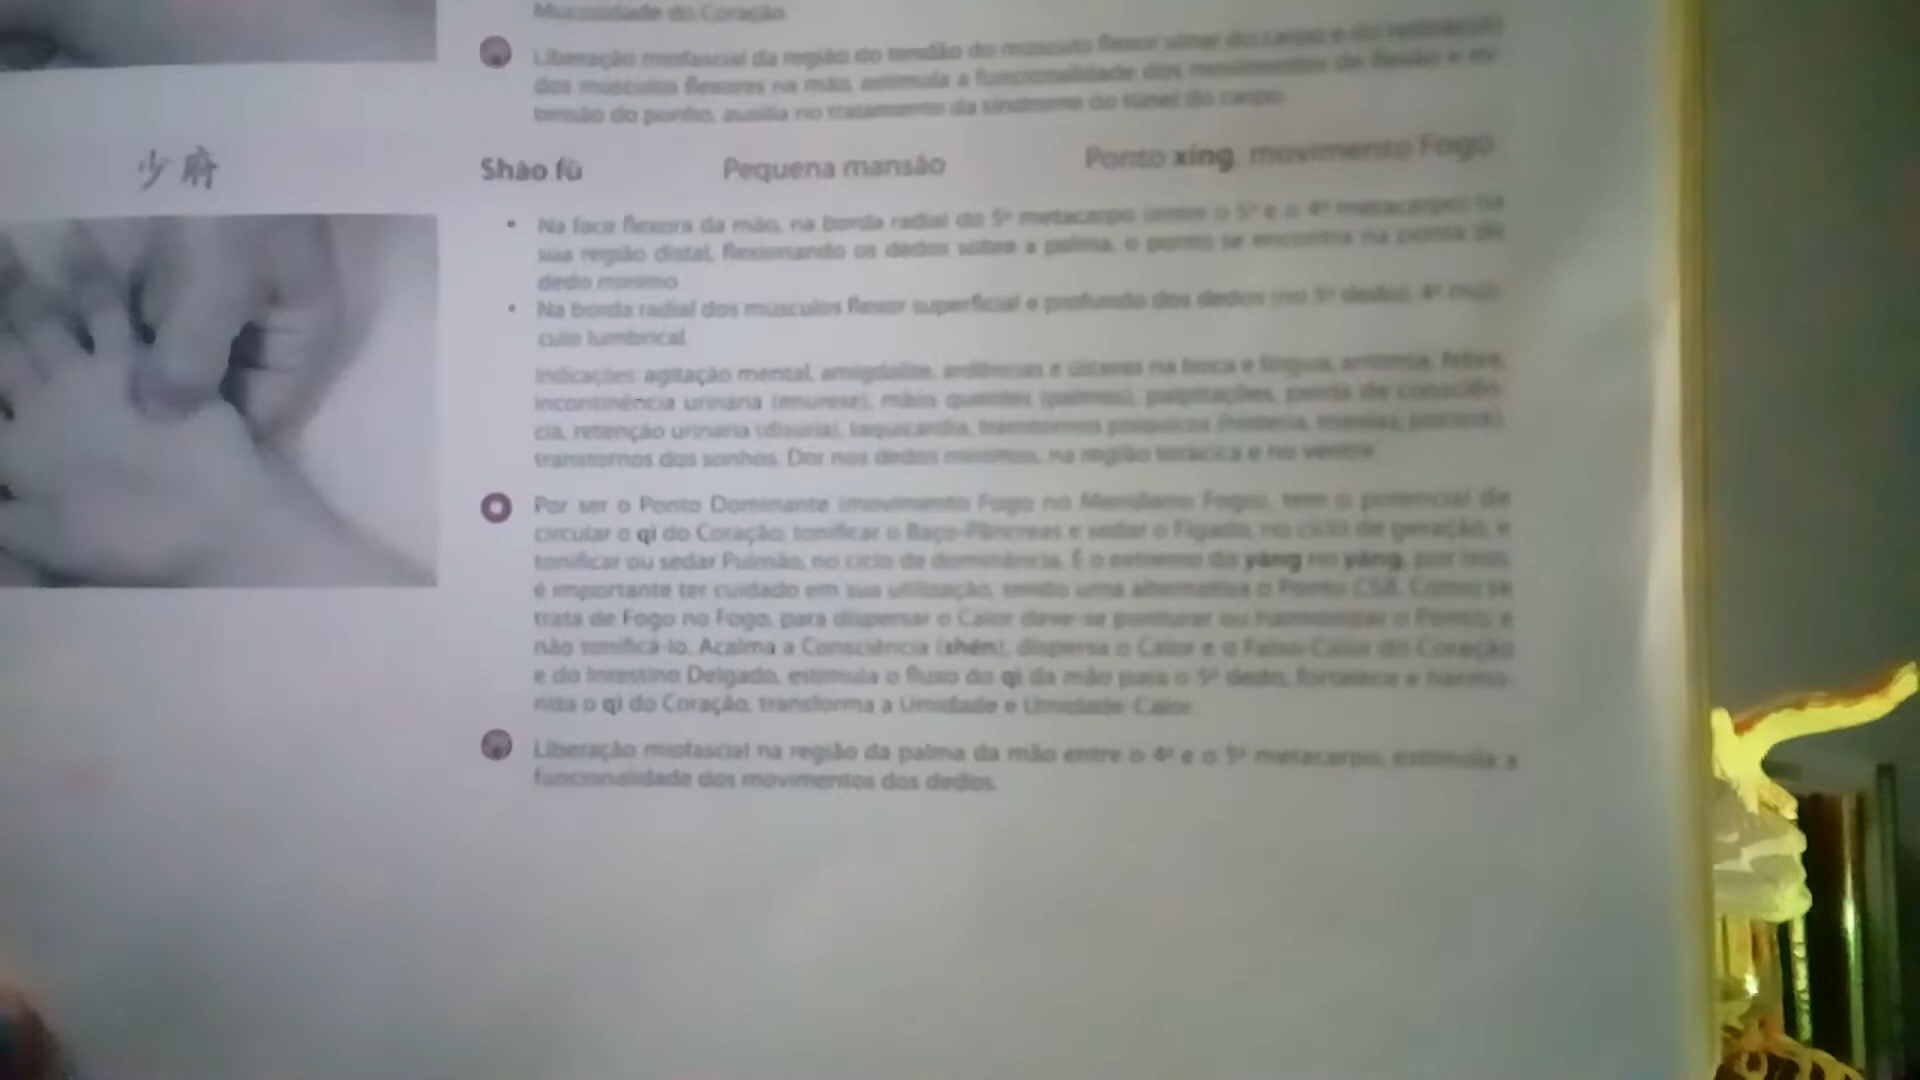 Mucosidade do Coração
Liberação miofascial da região do tendão do músculo flexor ulnar do carpo e do retináculo
dos músculos flexores na mão, estimula a funcionalidade dos movimentos de flexão e ex-
tensão do punho, auxilia no tratamento da síndrome do túnel do carpo.
少府
Shào fǔ Pequena mansão Ponto xíng, movimento Fogo
• Na face flexora da mão, na borda radial do 5º metacarpo (entre o 5º e o 4º metacarpo) na
sua região distal, flexionando os dedos sobre a palma, o ponto se encontra na ponta do
dedo mínimo
• Na borda radial dos músculos flexor superficial e profundo dos dedos (no 5º dedo), 4º mús-
culo lumbrical.
Indicações: agitação mental, amigdalite, e úlceras na boca e língua, febre,
incontinência urinária (enurese), mãos quentes (palmas), palpitações, perda de consciên-
cia, retenção urinária (disúria), taquicardia, transtornos psíquicos (histeria, manias, psicose),
transtornos dos sonhos. Dor nos dedos mínimos, na região torácica e no ventre.
Por ser o Ponto Dominante (movimento Fogo no Meridiano Fogo), tem o potencial de
circular o qì do Coração; tonificar o Baço-Pâncreas e sedar o Fígado, no ciclo de geração, e
tonificar ou sedar Pulmão, no ciclo de dominância. É o extremo do yáng no yáng, por isso,
é importante ter cuidado em sua utilização, sendo uma alternativa o Ponto CS8. Como se
trata de Fogo no Fogo, para dispersar o Calor deve-se punturar ou harmonizar o Ponto, e
não tonificá-lo. Acalma a Consciência (shén), dispersa o Calor e o Falso-Calor do Coração
e do Intestino Delgado, estimula o fluxo do qì da mão para o 5º dedo, fortalece e harmo-
niza o qì do Coração, transforma a Umidade e Umidade-Calor.
Liberação miofascial na região da palma da mão entre o 4º e o 5º metacarpo, estimula a
funcionalidade dos movimentos dos dedos.